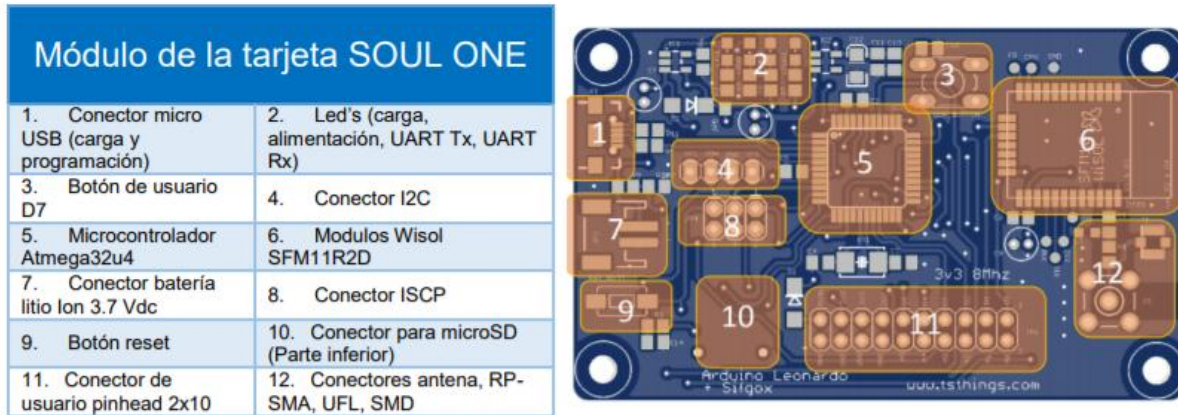 Módulo de la tarjeta SOUL ONE
1. Conector micro
USB (carga y
programación)
2. Led's (carga,
alimentación, UART Tx, UART
Rx)
3. Botón de usuario
D7
4. Conector I2C
5. Microcontrolador
Atmega32u4
6. Modulos Wisol
SFM11R2D
7. Conector batería
litio Ion 3.7 Vdc
8. Conector ISCP
9. Botón reset
10. Conector para microSD
(Parte inferior)
11. Conector de
usuario pinhead 2x10
12. Conectores antena, RP-
SMA, UFL, SMD
1
2
3
4
5
6
7
8
9
10
11
12
3v3 8Mhz
Arduino Leonardo
+ Sifgox
www.tsthings.com